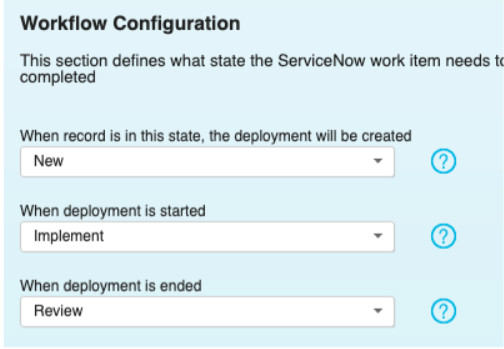 Workflow Configuration
This section defines what state the ServiceNow work item needs to
completed
When record is in this state, the deployment will be created
New
?
When deployment is started
Implement
?
When deployment is ended
Review
?